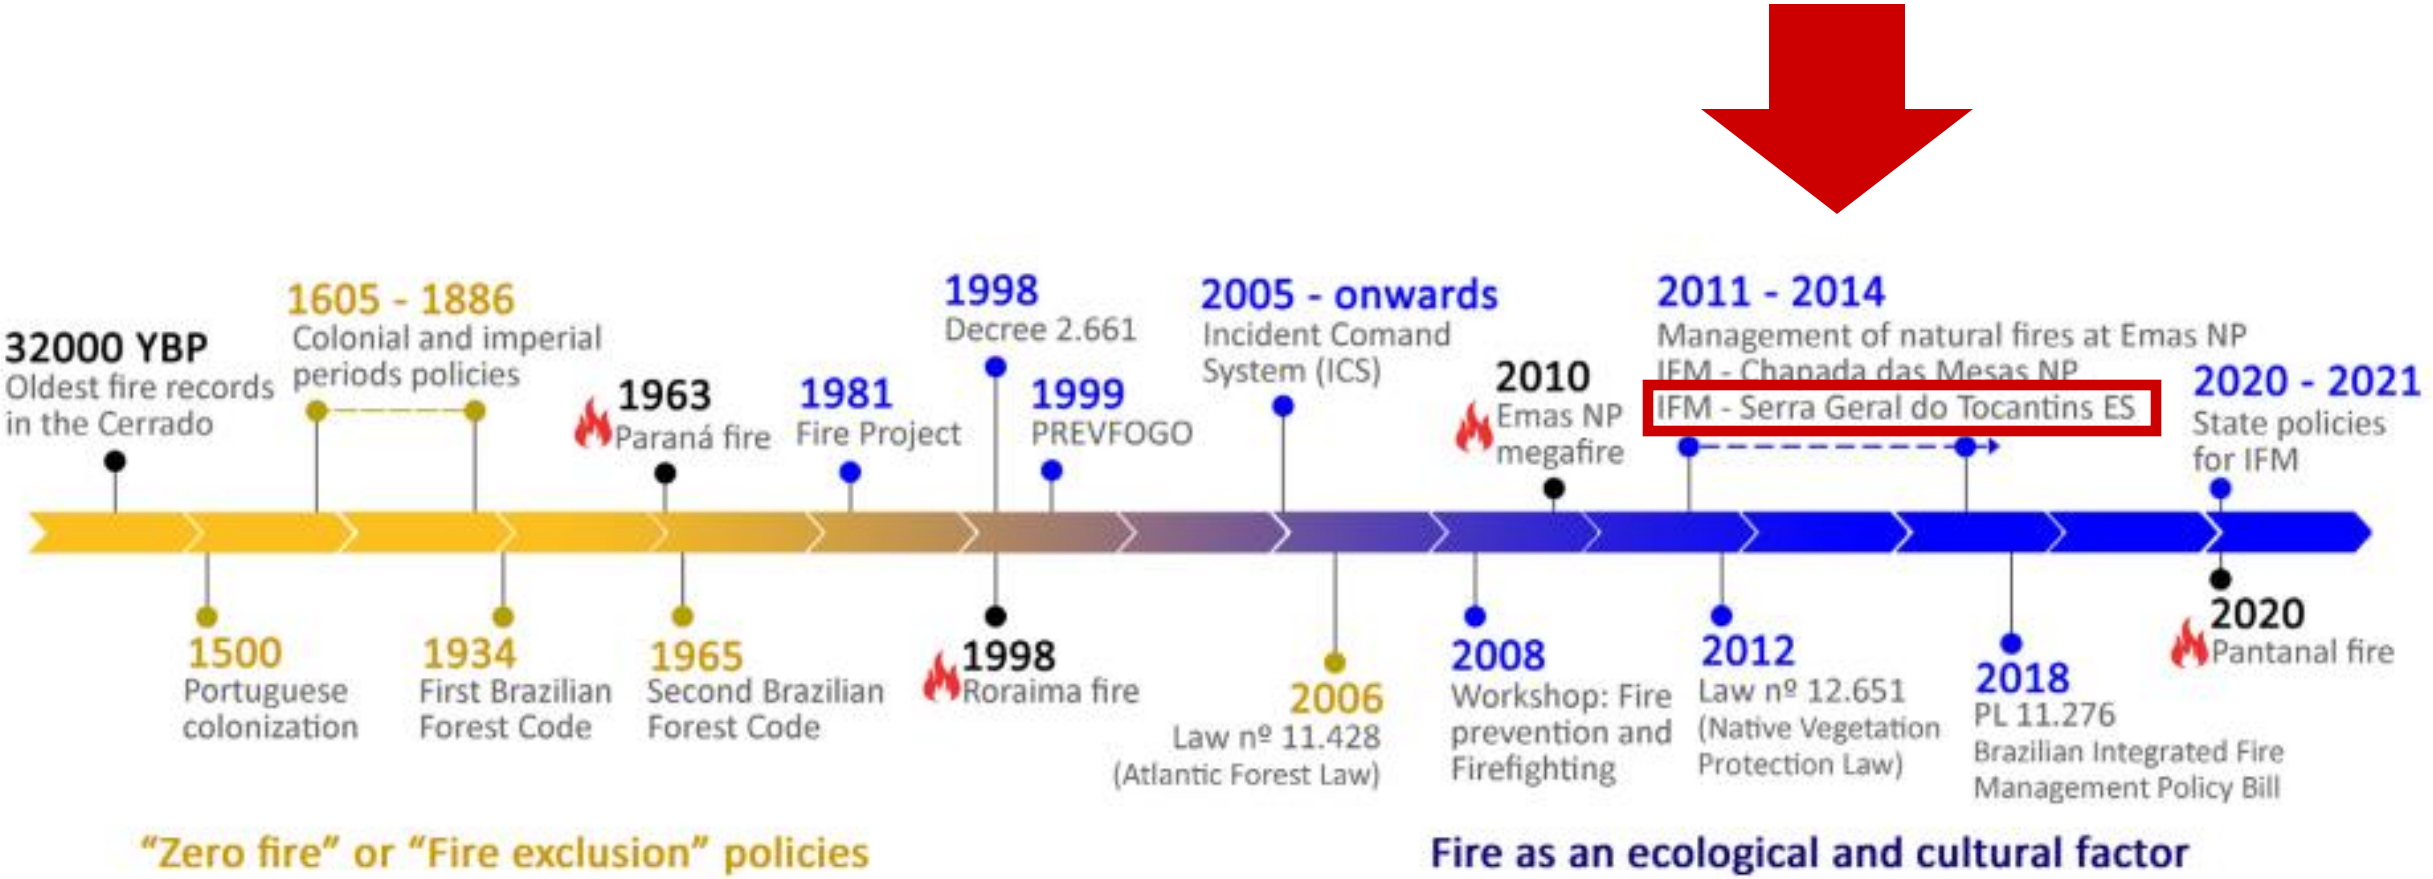 32000 YBP
Oldest fire records
in the Cerrado
1605 - 1886
Colonial and imperial
periods policies
1963
Paraná fire
1981
Fire Project
1998
Decree 2.661
1999
PREVFOGO
2005 - onwards
Incident Comand
System (ICS)
2010
Emas NP
megafire
2011 - 2014
Management of natural fires at Emas NP
IFM - Chapada das Mesas NP
IFM - Serra Geral do Tocantins ES
2020 - 2021
State policies
for IFM
1500
Portuguese
colonization
1934
First Brazilian
Forest Code
1965
Second Brazilian
Forest Code
1998
Roraima fire
2006
Law nº 11.428
(Atlantic Forest Law)
2008
Workshop: Fire
prevention and
Firefighting
2012
Law nº 12.651
(Native Vegetation
Protection Law)
2018
PL 11.276
Brazilian Integrated Fire
Management Policy Bill
2020
Pantanal fire
“Zero fire” or “Fire exclusion” policies
Fire as an ecological and cultural factor